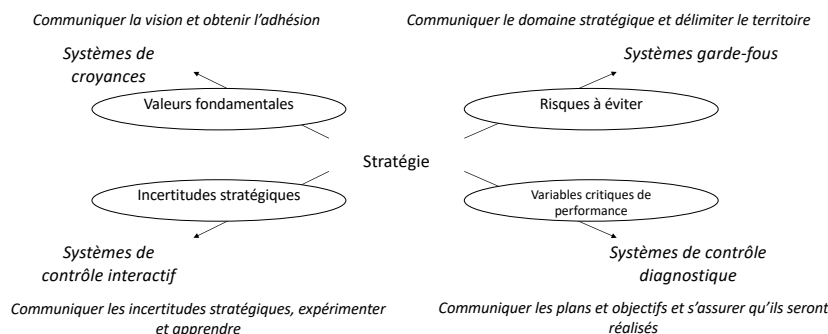 Communiquer la vision et obtenir l’adhésion
Communiquer le domaine stratégique et délimiter le territoire
Systèmes de
croyances
Systèmes garde-fous
Valeurs fondamentales
Risques à éviter
Stratégie
Incertitudes stratégiques
Variables critiques de
performance
Systèmes de
contrôle interactif
Systèmes de contrôle
diagnostique
Communiquer les incertitudes stratégiques, expérimenter
et apprendre
Communiquer les plans et objectifs et s’assurer qu’ils seront
réalisés